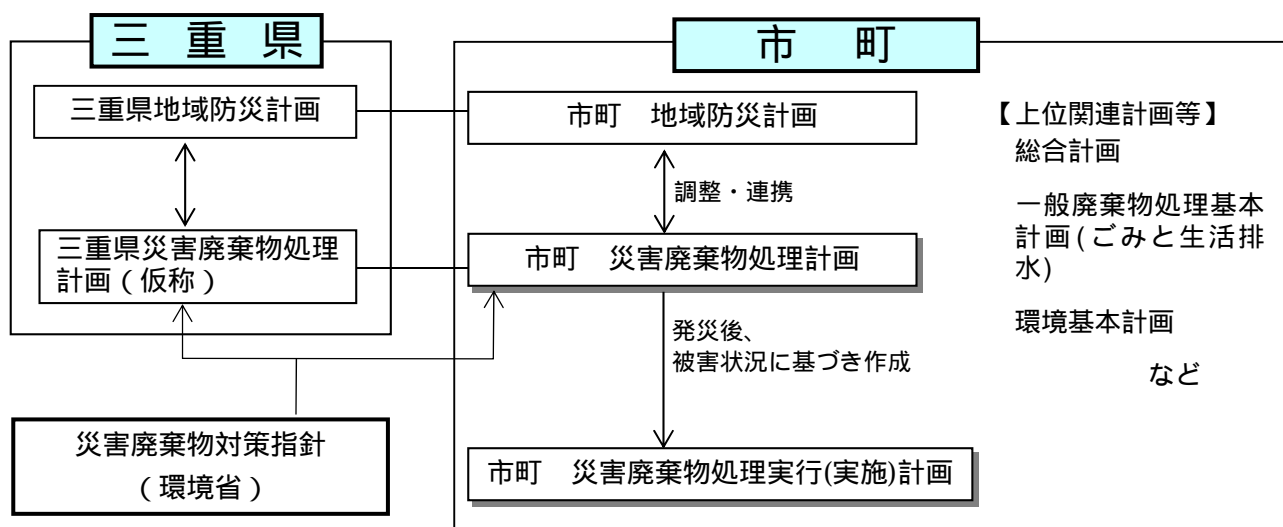 三 重 県
三重県地域防災計画
三重県災害廃棄物処理
計画(仮称)
災害廃棄物対策指針
(環境省)
市 町
市町 地域防災計画
調整・連携
市町 災害廃棄物処理計画
発災後、
被害状況に基づき作成
市町 災害廃棄物処理実行(実施)計画
【上位関連計画等】
総合計画
一般廃棄物処理基本
計画(ごみと生活排
水)
環境基本計画
など